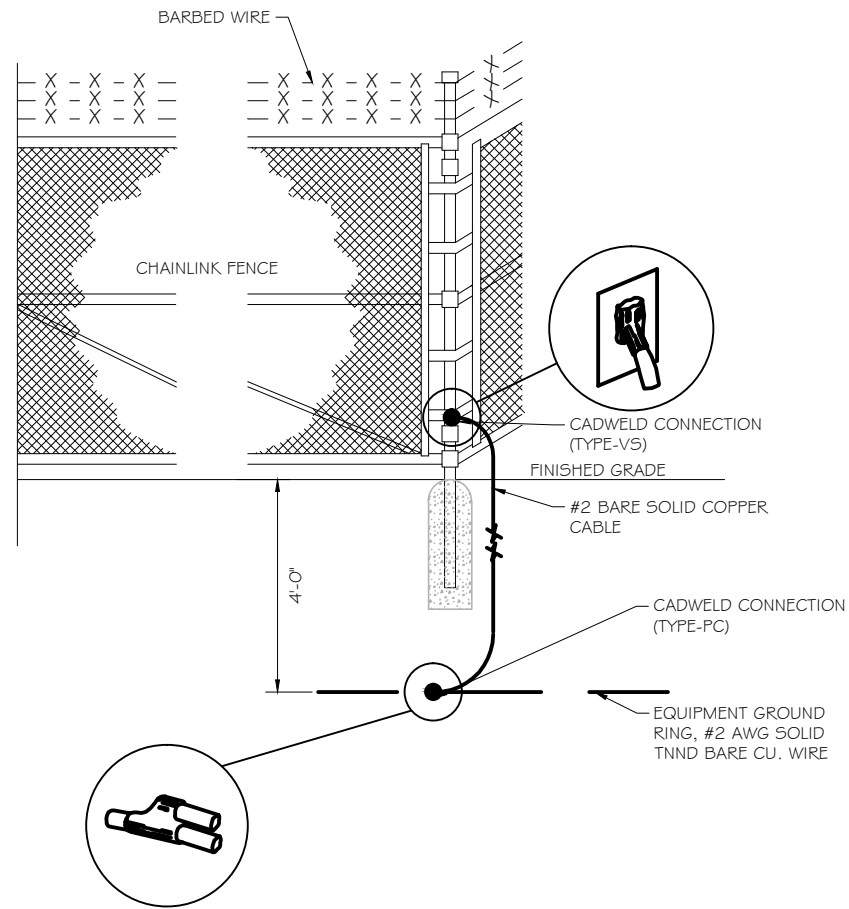 BARBED WIRE
CHAINLINK FENCE
CADWELD CONNECTION
(TYPE-VS)
FINISHED GRADE
#2 BARE SOLID COPPER
CABLE
4'-0"
CADWELD CONNECTION
(TYPE-PC)
EQUIPMENT GROUND
RING, #2 AWG SOLID
TNND BARE CU. WIRE